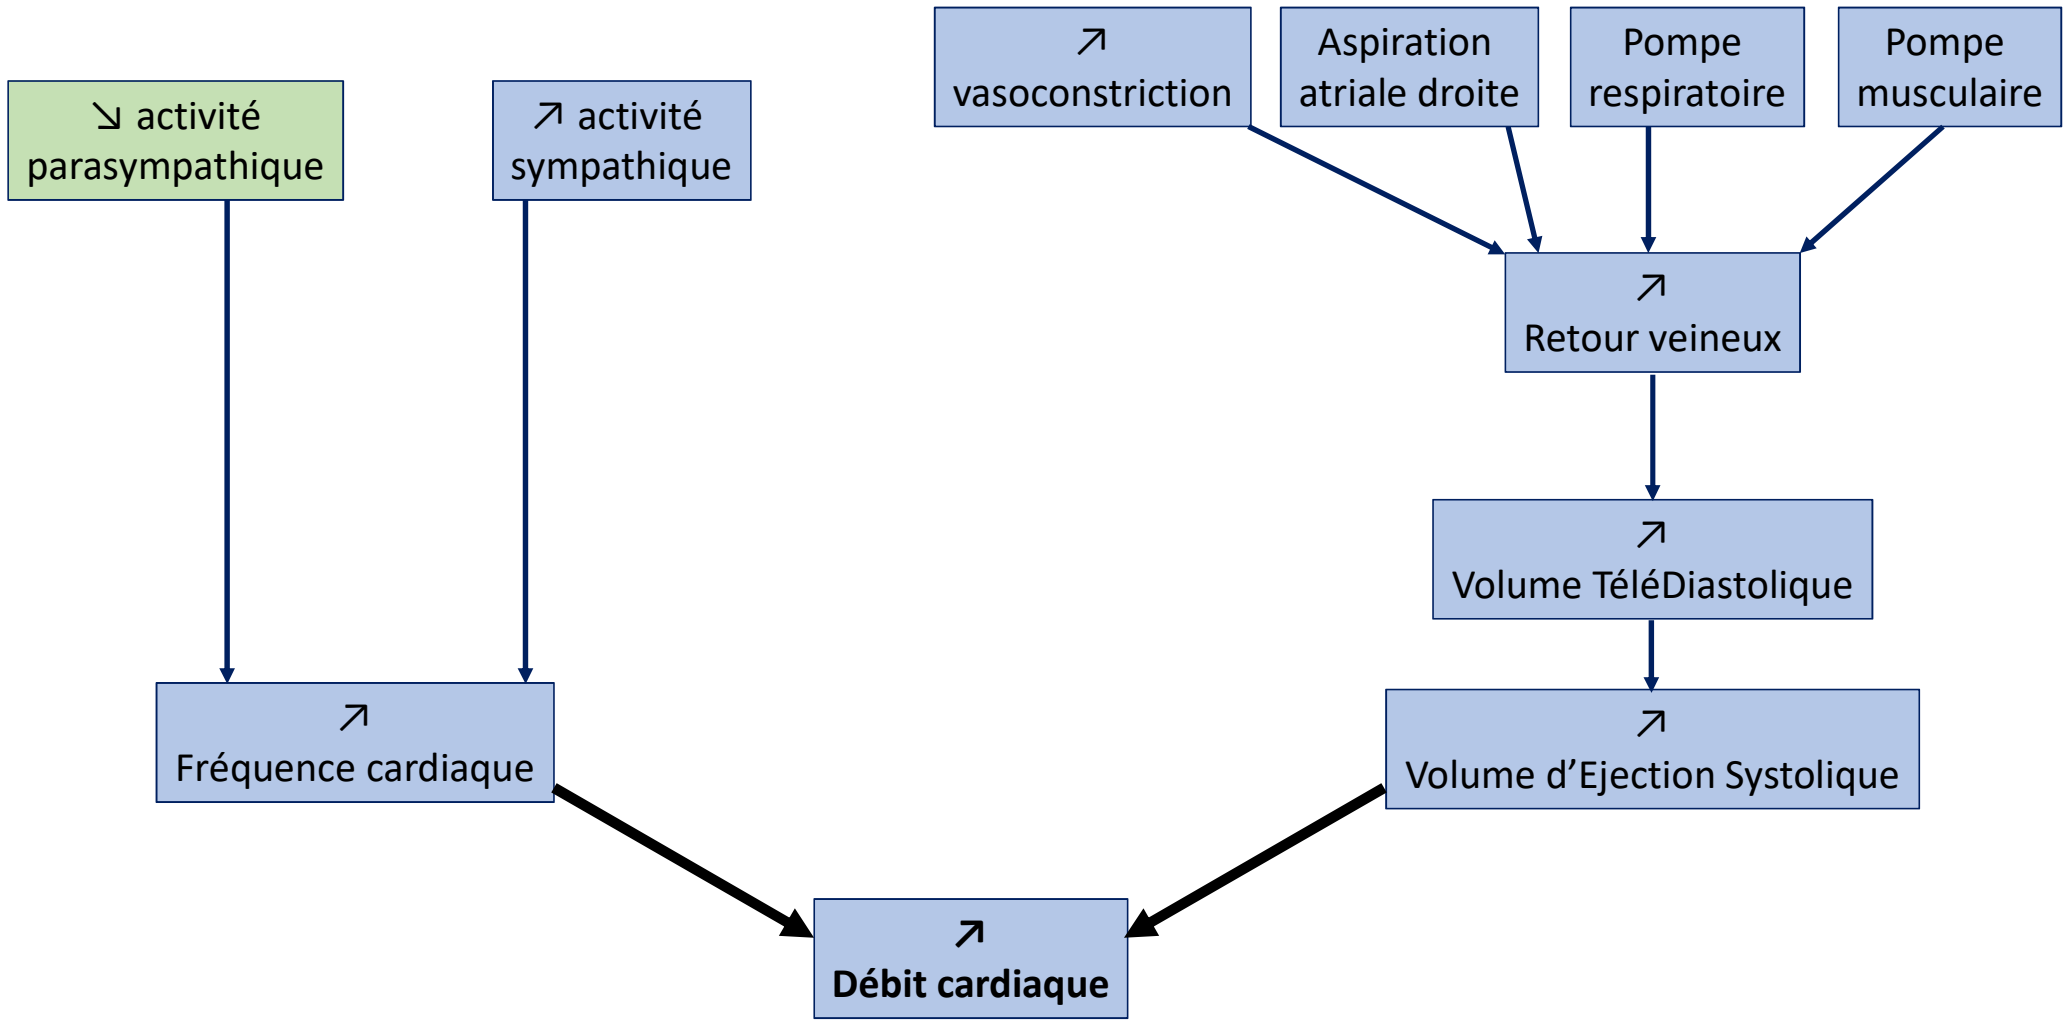 ↗
vasoconstriction
Aspiration
atriale droite
Pompe
respiratoire
Pompe
musculaire
↘ activité
parasympathique
↗ activité
sympathique
↗
Retour veineux
↗
Volume TéléDiastolique
↗
Fréquence cardiaque
↗
Volume d’Ejection Systolique
↗
Débit cardiaque